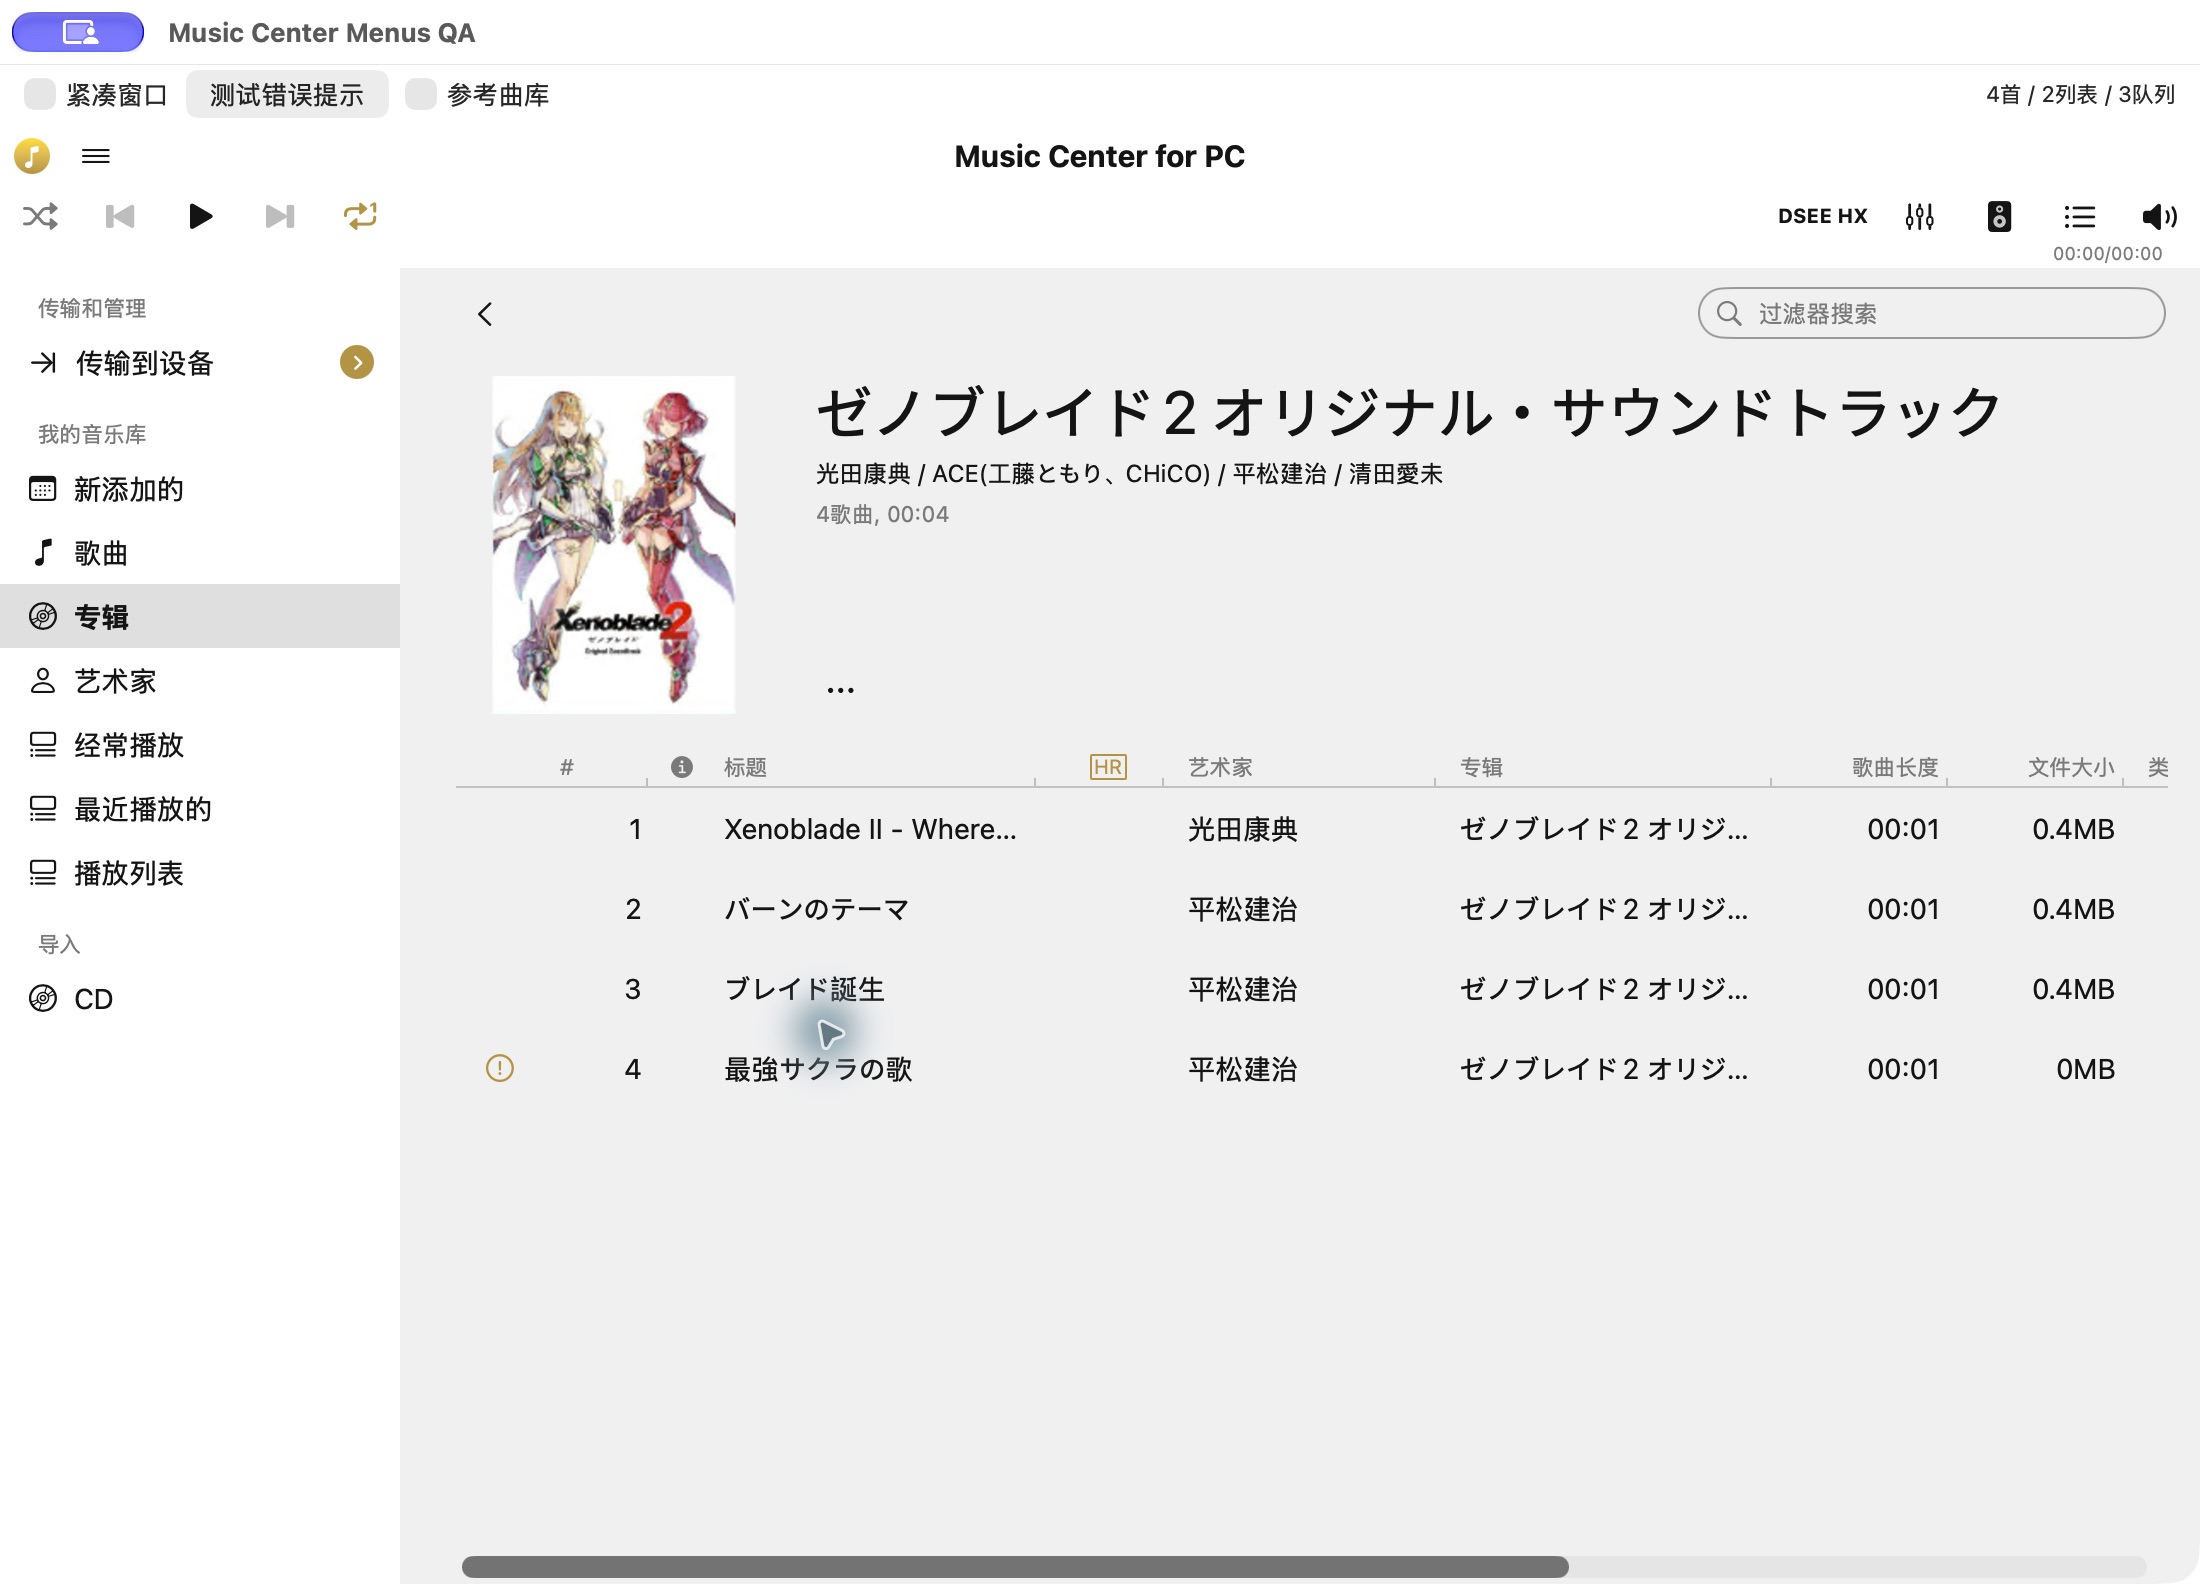 Music Center Menus QA
紧凑窗口 测试错误提示 参考曲库 4首 / 2列表 / 3队列
Music Center for PC
DSEE HX
00:00/00:00
传输和管理
传输到设备
我的音乐库
新添加的
歌曲
专辑
艺术家
经常播放
最近播放的
播放列表
导入
CD
过滤器搜索
Xenoblade2
ゼノブレイド
Original Soundtrack
ゼノブレイド2 オリジナル・サウンドトラック
光田康典 / ACE(工藤ともり、CHiCO) / 平松建治 / 清田愛未
4歌曲, 00:04
# 标题 HR 艺术家 专辑 歌曲长度 文件大小 类
1 Xenoblade II - Where... 光田康典 ゼノブレイド2 オリジ... 00:01 0.4MB
2 バーンのテーマ 平松建治 ゼノブレイド2 オリジ... 00:01 0.4MB
3 ブレイド誕生 平松建治 ゼノブレイド2 オリジ... 00:01 0.4MB
4 最強サクラの歌 平松建治 ゼノブレイド2 オリジ... 00:01 0MB